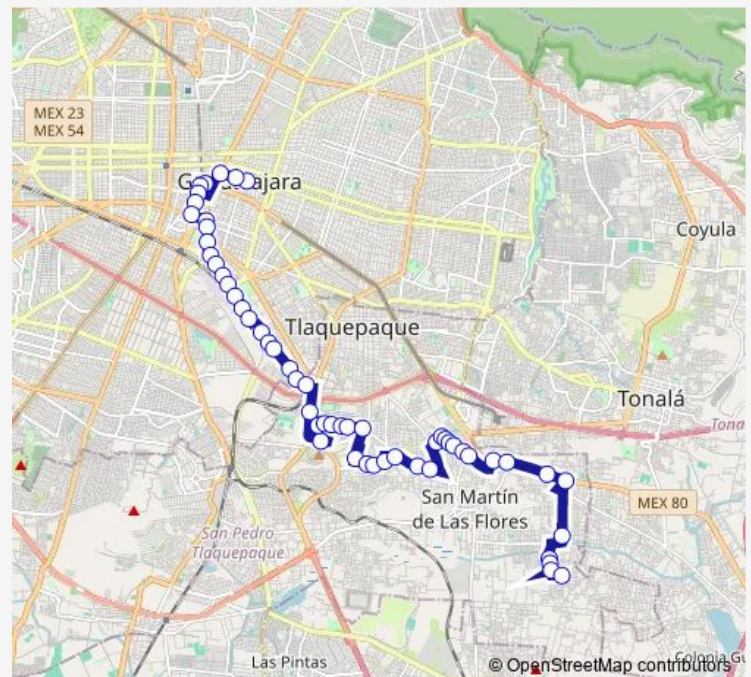 MEX 23
MEX 54
Guadalajara
Coyula
Tlaquepaque
Tonalá
Tona
San Martín
de Las Flores
MEX 80
San Pedro
Tlaquepaque
Las Pintas
© OpenStreetMap contributors